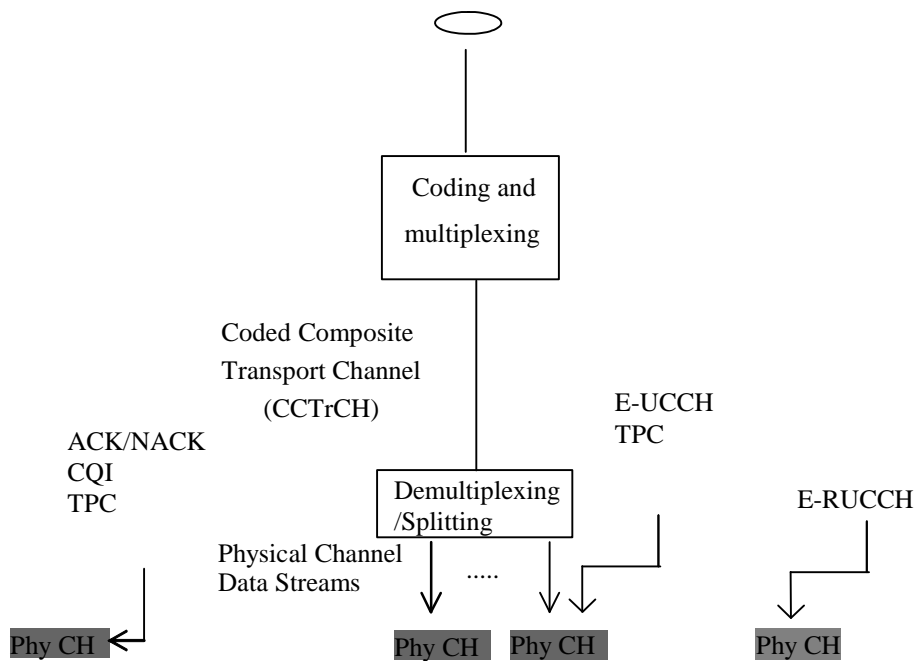 Coding and
multiplexing
Coded Composite
Transport Channel
(CCTrCH)
E-UCCH
TPC
ACK/NACK
CQI
TPC
Demultiplexing
/Splitting
E-RUCCH
Physical Channel
Data Streams
.....
Phy CH
Phy CH
Phy CH
Phy CH